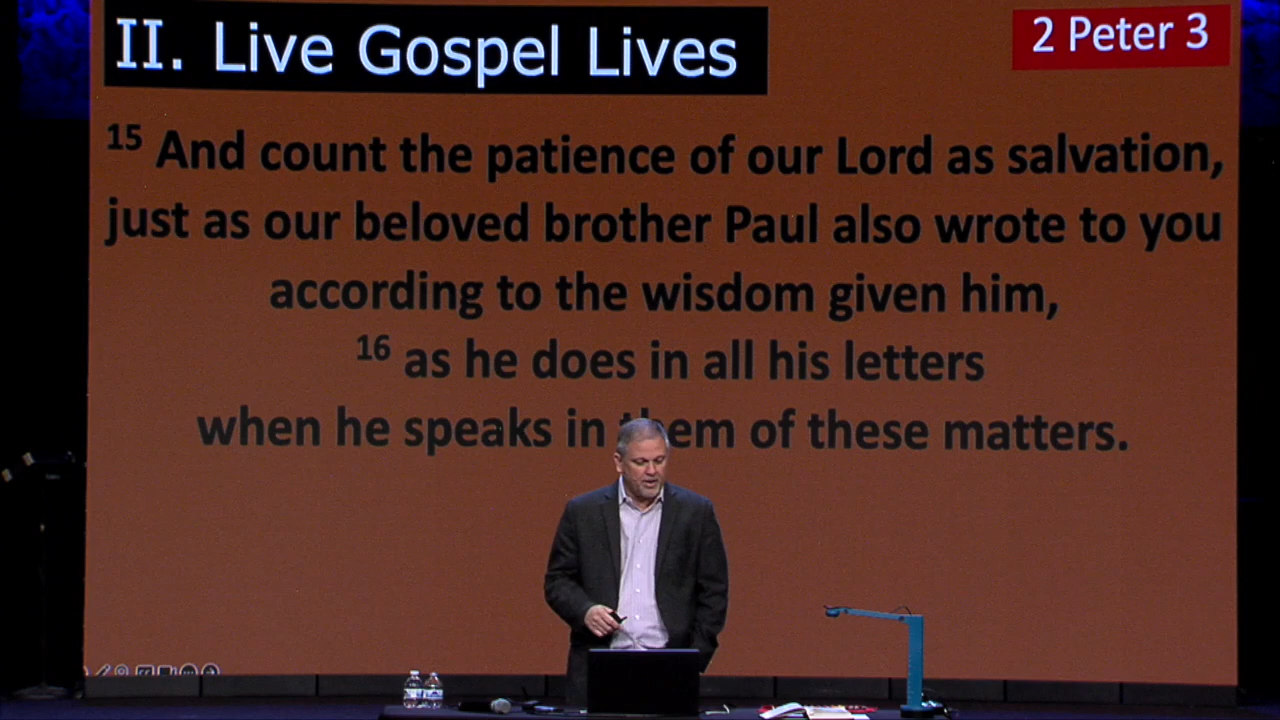 II. Live Gospel Lives
2 Peter 3
15 And count the patience of our Lord as salvation,
just as our beloved brother Paul also wrote to you
according to the wisdom given him,
16 as he does in all his letters
when he speaks in them of these matters.